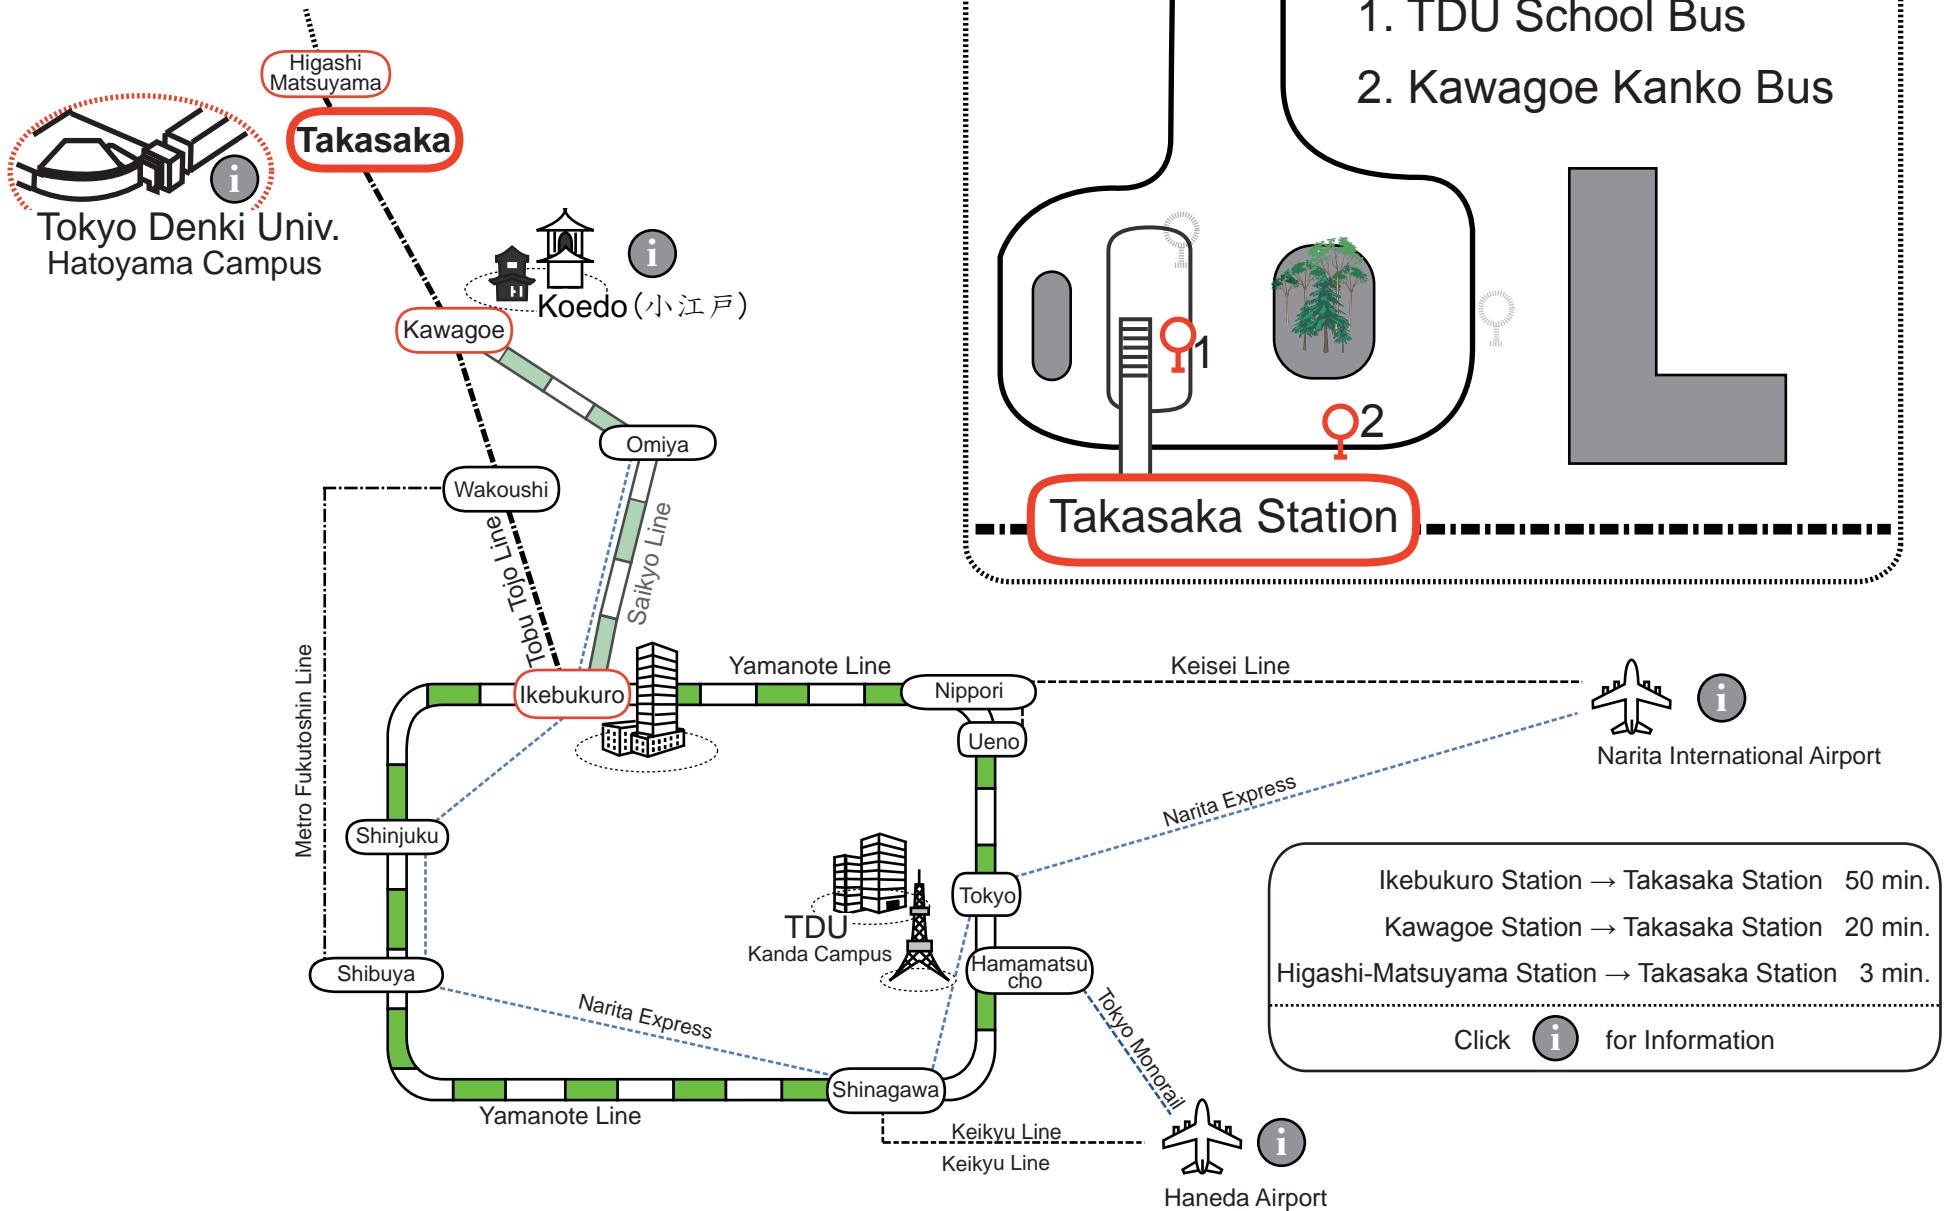 1. TDU School Bus
2. Kawagoe Kanko Bus
Higashi
Matsuyama
Takasaka
i
Tokyo Denki Univ.
Hatoyama Campus
i
Koedo(小江戸)
Kawagoe
1
2
Omiya
Wakoushi
Takasaka Station
Tobu Tojo Line
Saikyo Line
Metro Fukutoshin Line
Ikebukuro
Yamanote Line
Nippori
Keisei Line
i
Ueno
Narita International Airport
Narita Express
Shinjuku
Tokyo
TDU
Kanda Campus
Shibuya
Hamamatsu
cho
Narita Express
Tokyo Monorail
Ikebukuro Station → Takasaka Station 50 min.
Kawagoe Station → Takasaka Station 20 min.
Higashi-Matsuyama Station → Takasaka Station 3 min.
Click i for Information
Shinagawa
Yamanote Line
Keikyu Line
Keikyu Line
i
Haneda Airport